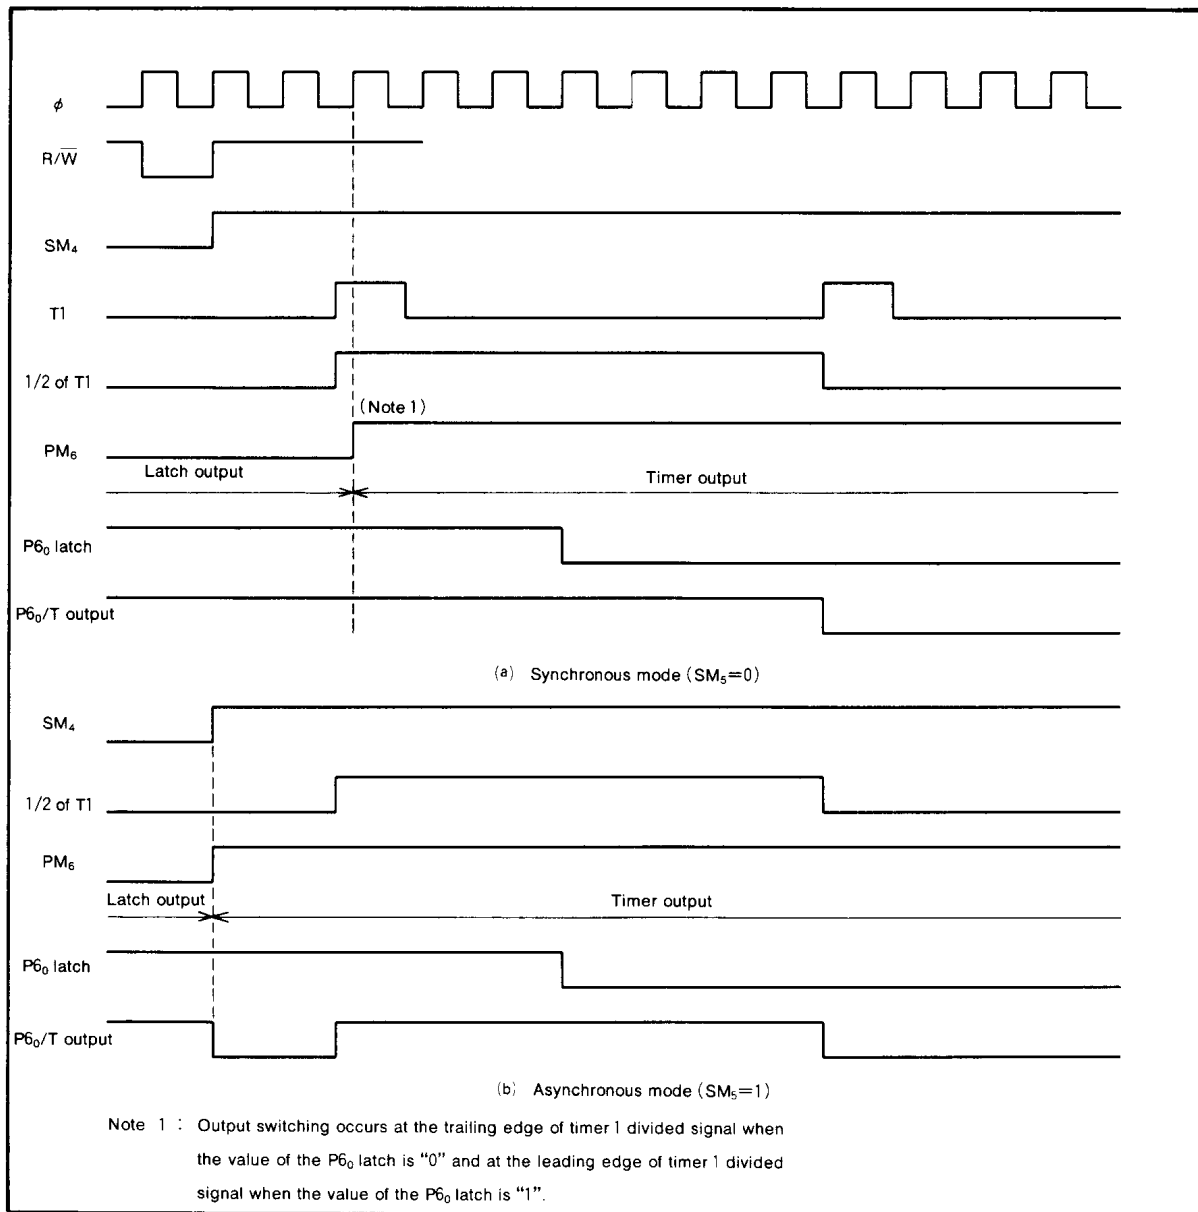 φ
R/W̅
SM₄
T1
1/2 of T1
(Note 1)
PM₆
Latch output
Timer output
P6₀ latch
P6₀/T output
(a) Synchronous mode (SM₅=0)
SM₄
1/2 of T1
PM₆
Latch output
Timer output
P6₀ latch
P6₀/T output
(b) Asynchronous mode (SM₅=1)
Note 1 : Output switching occurs at the trailing edge of timer 1 divided signal when
the value of the P6₀ latch is “0” and at the leading edge of timer 1 divided
signal when the value of the P6₀ latch is “1”.